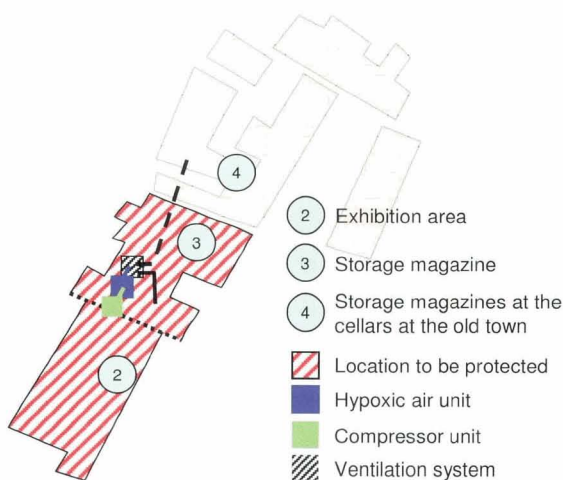 4
3
2
2 Exhibition area
3 Storage magazine
4 Storage magazines at the
cellars at the old town
Location to be protected
Hypoxic air unit
Compressor unit
Ventilation system